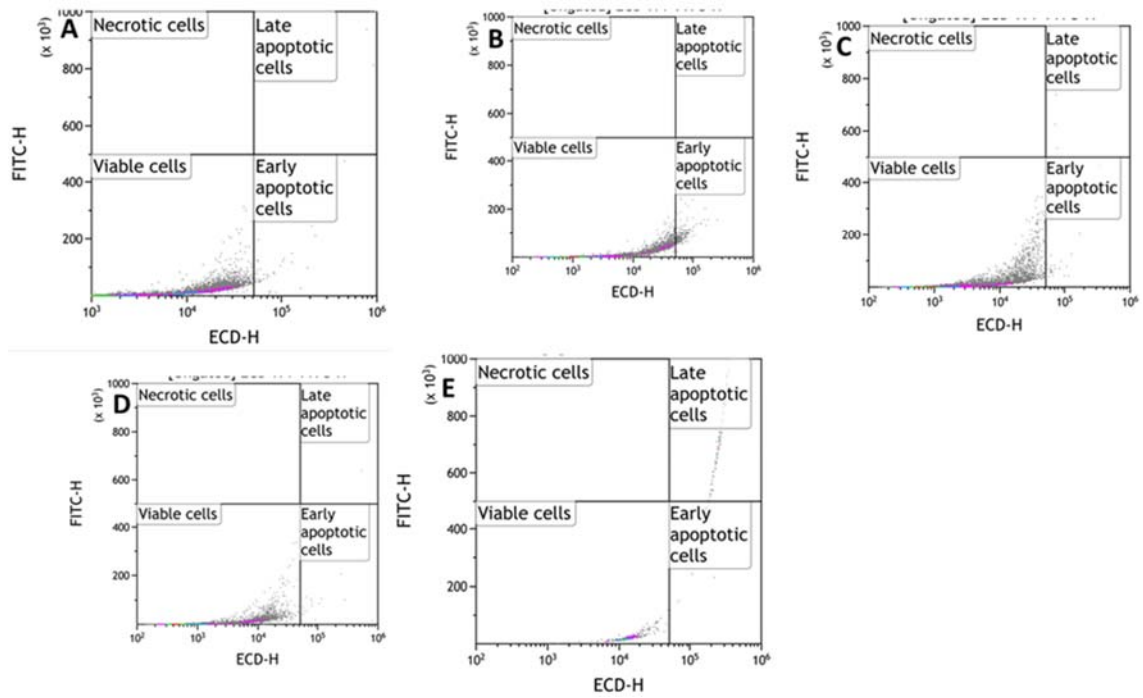 A
(x 10³)
1000
800
600
400
200
FITC-H
Necrotic cells
Late
apoptotic
cells
Viable cells
Early
apoptotic
cells
10³
10⁴
10⁵
10⁶
ECD-H
B
(x 10³)
1000
800
600
400
200
FITC-H
Necrotic cells
Late
apoptotic
cells
Viable cells
Early
apoptotic
cells
10²
10³
10⁴
10⁵
10⁶
ECD-H
C
(x 10³)
1000
800
600
400
200
FITC-H
Necrotic cells
Late
apoptotic
cells
Viable cells
Early
apoptotic
cells
10²
10³
10⁴
10⁵
10⁶
ECD-H
D
(x 10³)
1000
800
600
400
200
FITC-H
Necrotic cells
Late
apoptotic
cells
Viable cells
Early
apoptotic
cells
10²
10³
10⁴
10⁵
10⁶
ECD-H
E
(x 10³)
1000
800
600
400
200
FITC-H
Necrotic cells
Late
apoptotic
cells
Viable cells
Early
apoptotic
cells
10²
10³
10⁴
10⁵
10⁶
ECD-H